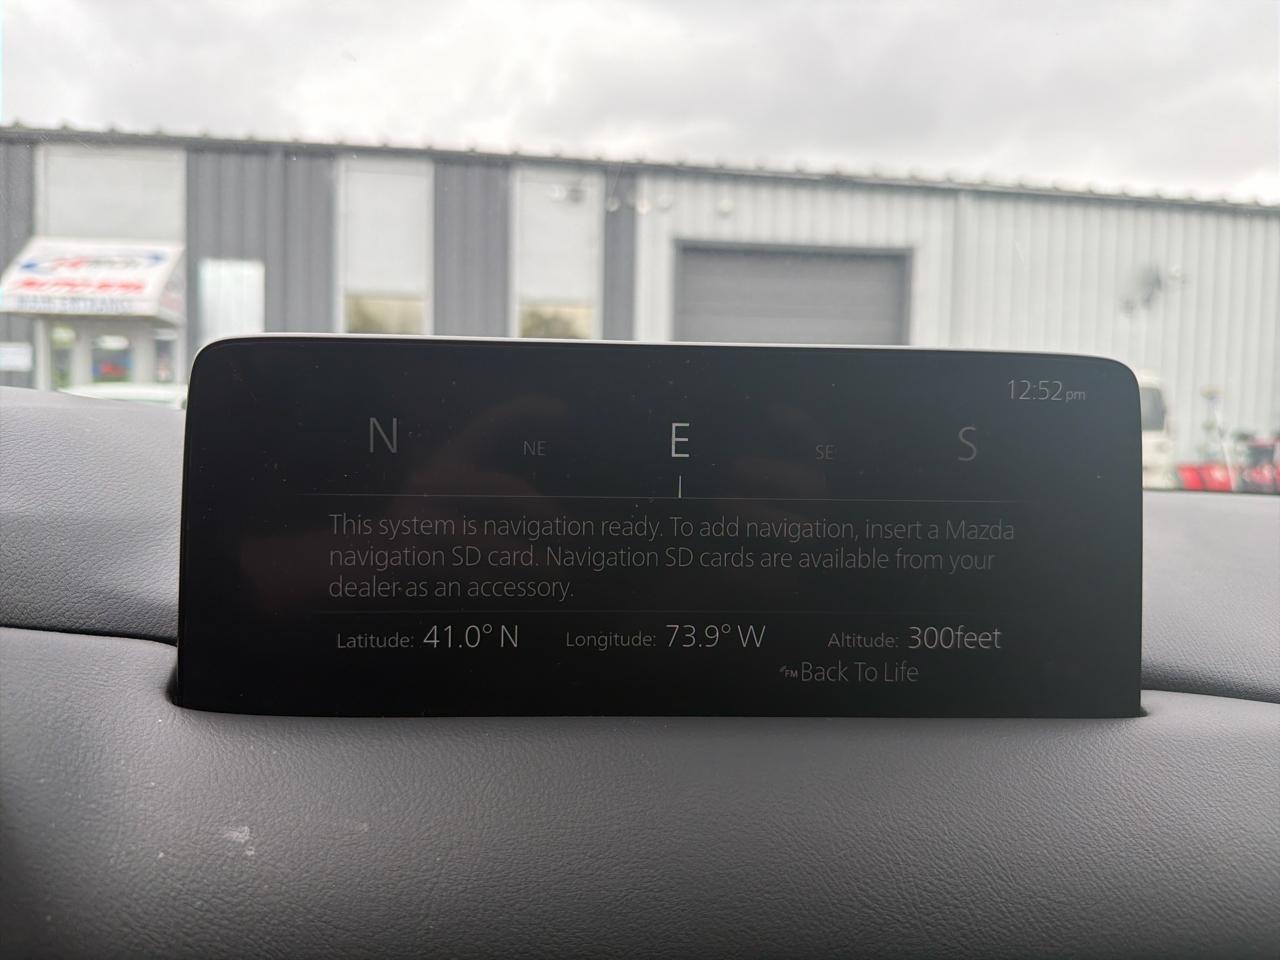 12:52 pm
N NE E SE S
This system is navigation ready. To add navigation, insert a Mazda
navigation SD card. Navigation SD cards are available from your
dealer as an accessory.
Latitude: 41.0° N Longitude: 73.9° W Altitude: 300feet
FM Back To Life